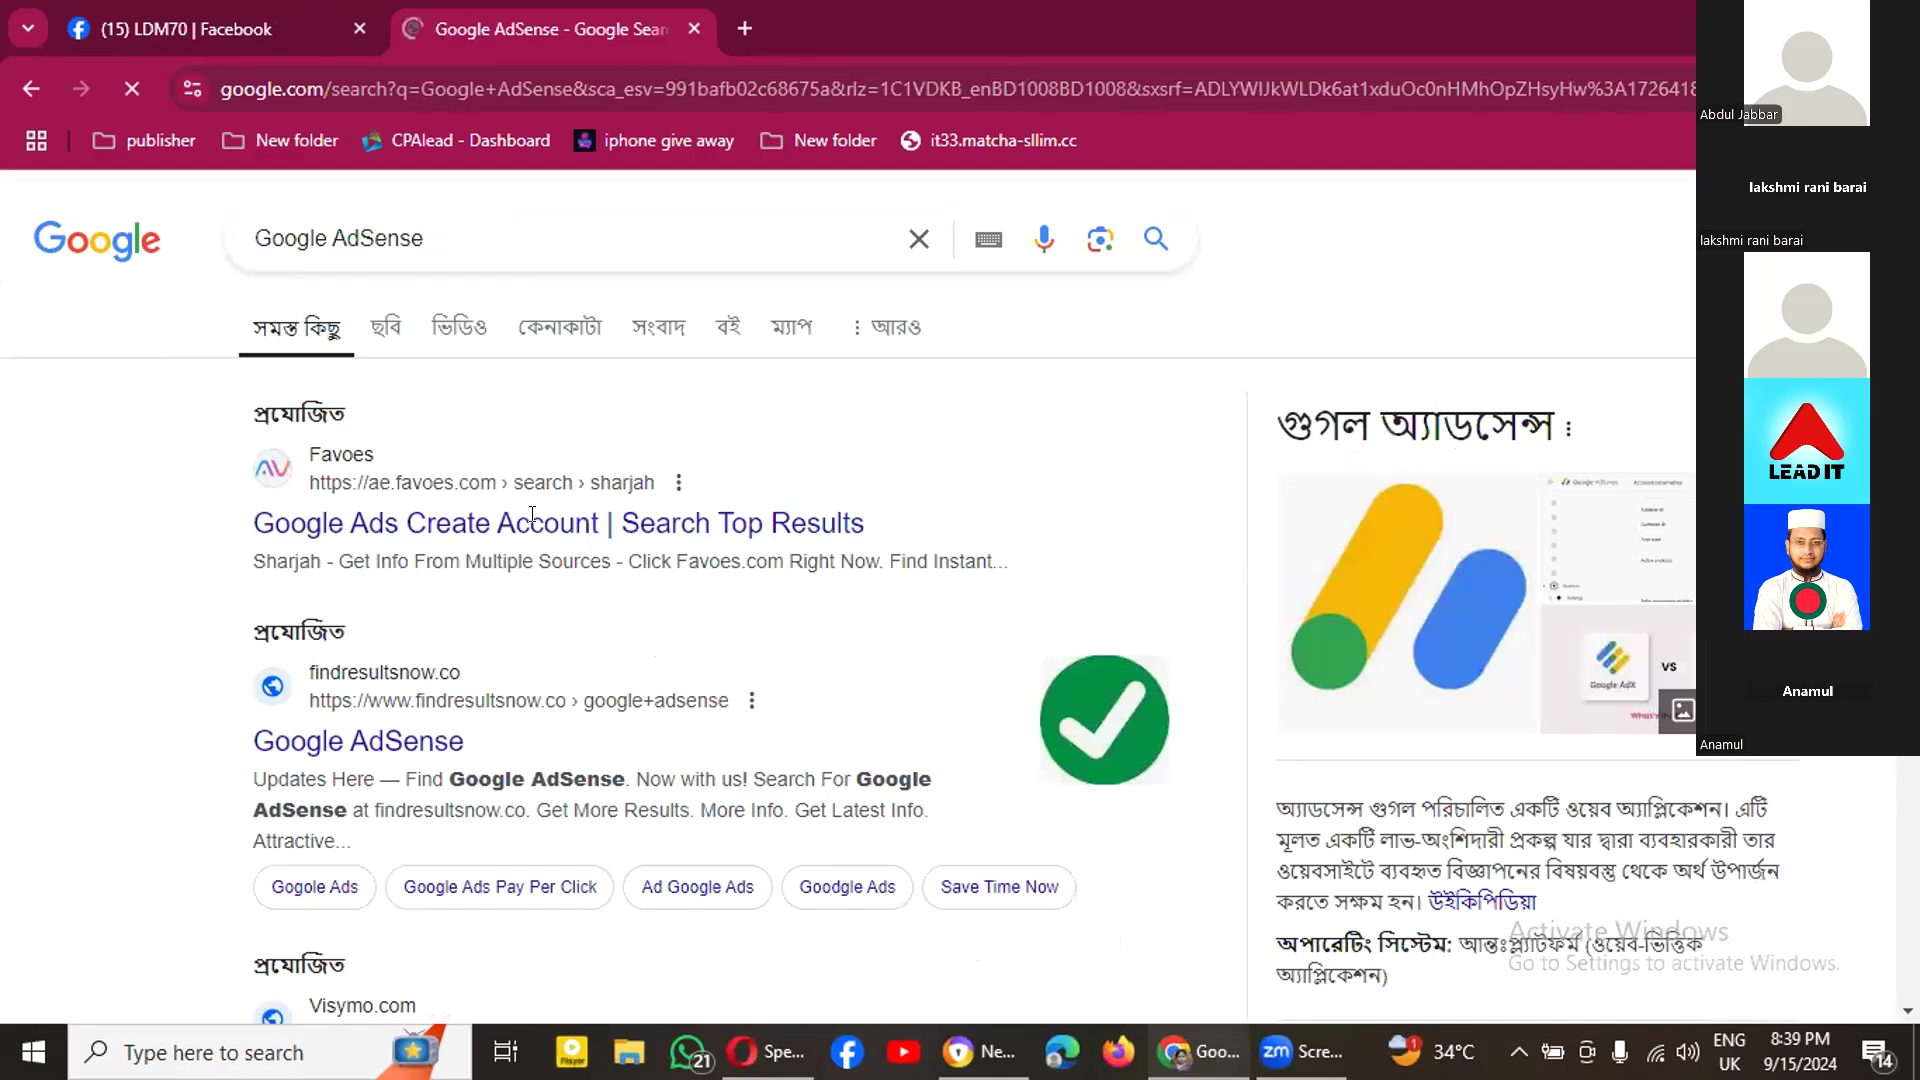 (15) LDM70 | Facebook
Google AdSense - Google Sear
google.com/search?q=Google+AdSense&sca_esv=991bafb02c68675a&rlz=1C1VDKB_enBD1008BD1008&sxsrf=ADLYWIJkWLDk6at1xduOc0nHMhOpZHsyHw%3A1726418
publisher
New folder
CPAlead - Dashboard
iphone give away
New folder
it33.matcha-sllim.cc
Google
Google AdSense
সমস্ত কিছু
ছবি
ভিডিও
কেনাকাটা
সংবাদ
বই
ম্যাপ
আরও
প্রযোজিত
Favoes
https://ae.favoes.com › search › sharjah
Google Ads Create Account | Search Top Results
Sharjah - Get Info From Multiple Sources - Click Favoes.com Right Now. Find Instant...
প্রযোজিত
findresultsnow.co
https://www.findresultsnow.co › google+adsense
Google AdSense
Updates Here — Find Google AdSense. Now with us! Search For Google
AdSense at findresultsnow.co. Get More Results. More Info. Get Latest Info.
Attractive...
Gogole Ads
Google Ads Pay Per Click
Ad Google Ads
Goodgle Ads
Save Time Now
প্রযোজিত
Visymo.com
গুগল অ্যাডসেন্স
Google AdSense
Google AdX
vs
অ্যাডসেন্স গুগল পরিচালিত একটি ওয়েব অ্যাপ্লিকেশন। এটি
মূলত একটি লাভ-অংশিদারী প্রকল্প যার দ্বারা ব্যবহারকারী তার
ওয়েবসাইটে ব্যবহৃত বিজ্ঞাপনের বিষয়বস্তু থেকে অর্থ উপার্জন
করতে সক্ষম হন। উইকিপিডিয়া
অপারেটিং সিস্টেম: আন্তঃপ্ল্যাটফর্ম (ওয়েব-ভিত্তিক
অ্যাপ্লিকেশন)
Activate Windows
Go to Settings to activate Windows.
Abdul Jabbar
lakshmi rani barai
lakshmi rani barai
LEAD IT
Anamul
Anamul
Type here to search
Player
21
Spe...
Ne...
Goo...
zm
Scre...
1
34°C
ENG
UK
8:39 PM
9/15/2024
14